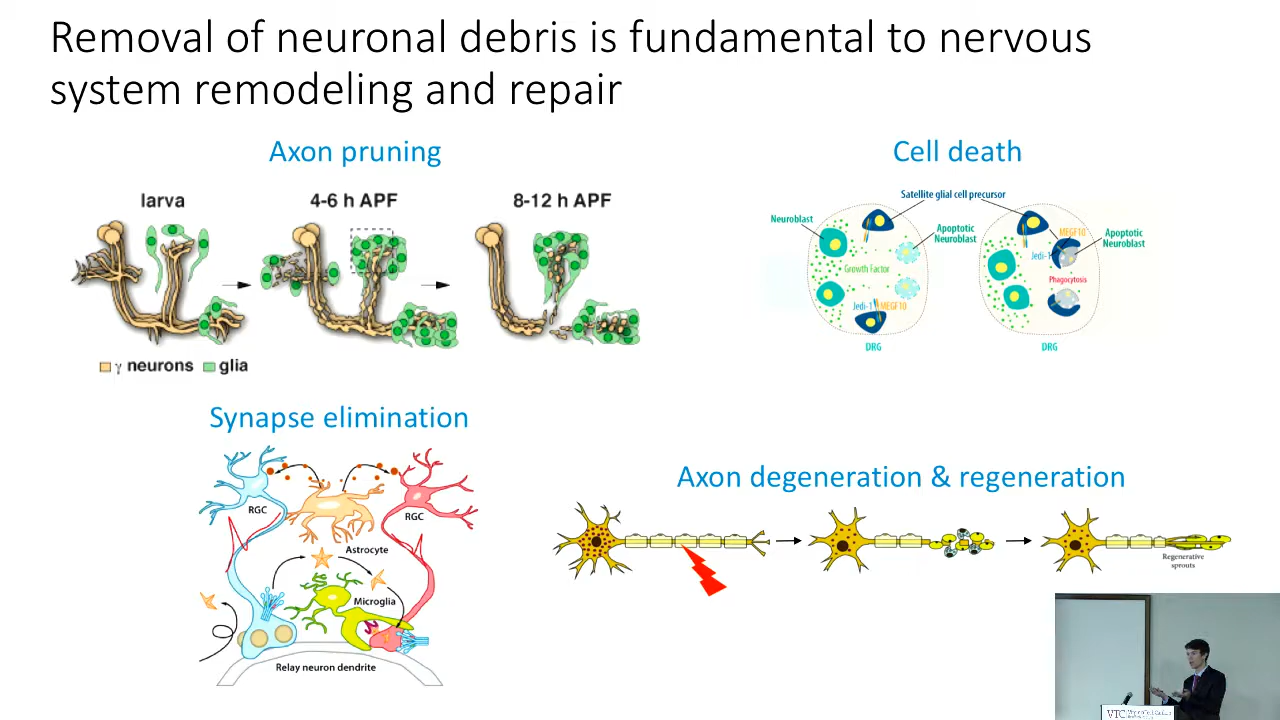 Removal of neuronal debris is fundamental to nervous
system remodeling and repair
Axon pruning
larva
4-6 h APF
8-12 h APF
γ neurons
glia
Cell death
Satellite glial cell precursor
Neuroblast
Apoptotic
Neuroblast
Growth Factor
Jedi-1
MEGF10
DRG
MEGF10
Jedi-1
Apoptotic
Neuroblast
Phagocytosis
DRG
Synapse elimination
RGC
RGC
Astrocyte
Microglia
Relay neuron dendrite
Axon degeneration & regeneration
Regenerative
sprouts
VTC